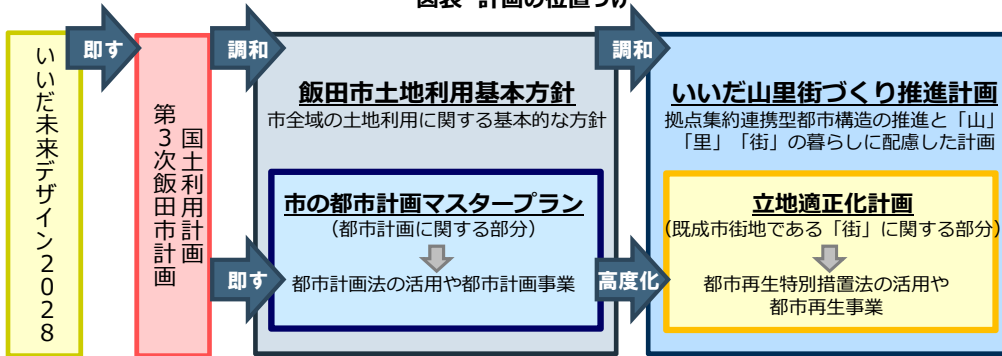 図表 計画の位置づけ
即す
調和
調和
いいだ未来デザイン2028
国土利用計画
第3次飯田市計画
飯田市土地利用基本方針
市全域の土地利用に関する基本的な方針
いいだ山里街づくり推進計画
拠点集約連携型都市構造の推進と「山」
「里」「街」の暮らしに配慮した計画
市の都市計画マスタープラン
(都市計画に関する部分)
都市計画法の活用や都市計画事業
立地適正化計画
(既成市街地である「街」に関する部分)
都市再生特別措置法の活用や
都市再生事業
即す
高度化